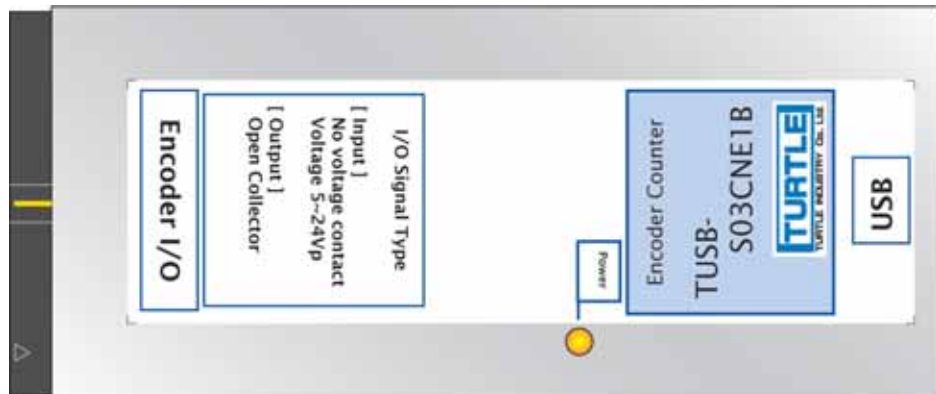 USB
TURTLE
TURTLE INDUSTRY Co., Ltd.
TUSB-
S03CNE1B
Encoder Counter
Power
I/O Signal Type
[ Input ]
No voltage contact
Voltage 5~24Vp
[ Output ]
Open Collector
Encoder I/O